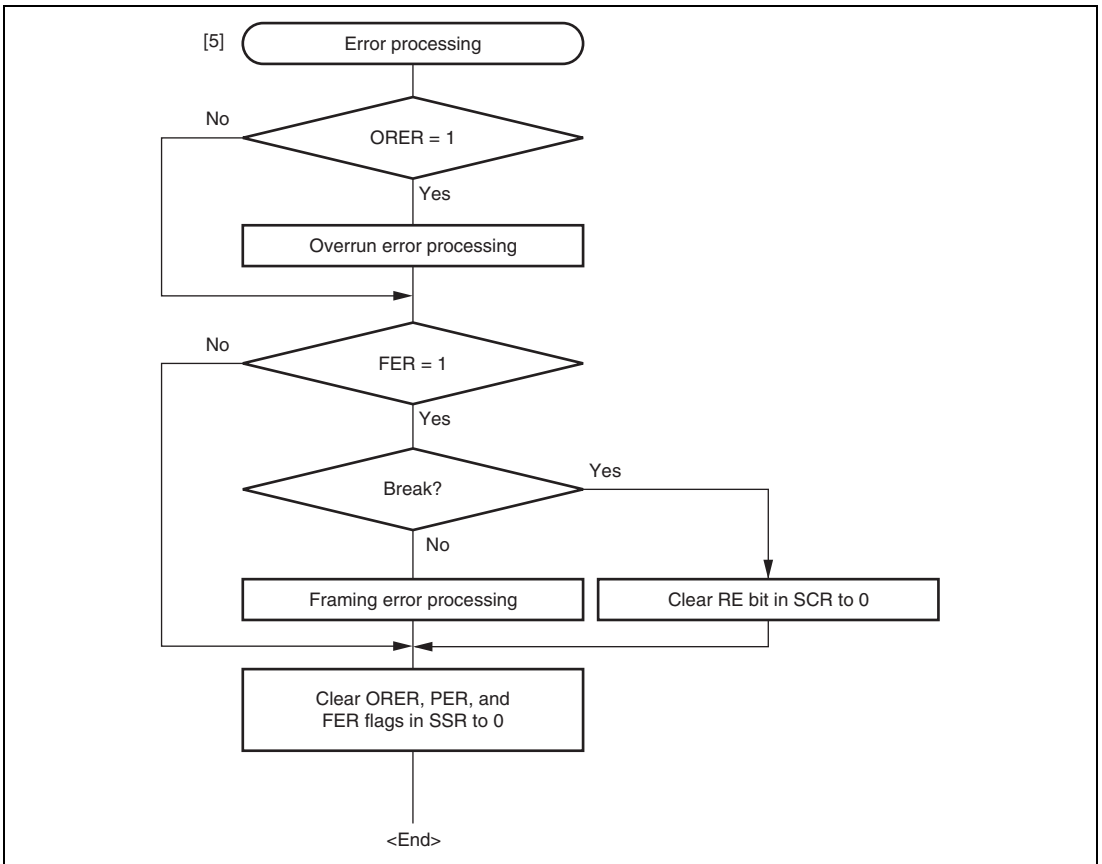 [5] Error processing
No
ORER = 1
Yes
Overrun error processing
No
FER = 1
Yes
Yes
Break?
No
Framing error processing
Clear RE bit in SCR to 0
Clear ORER, PER, and
FER flags in SSR to 0
<End>